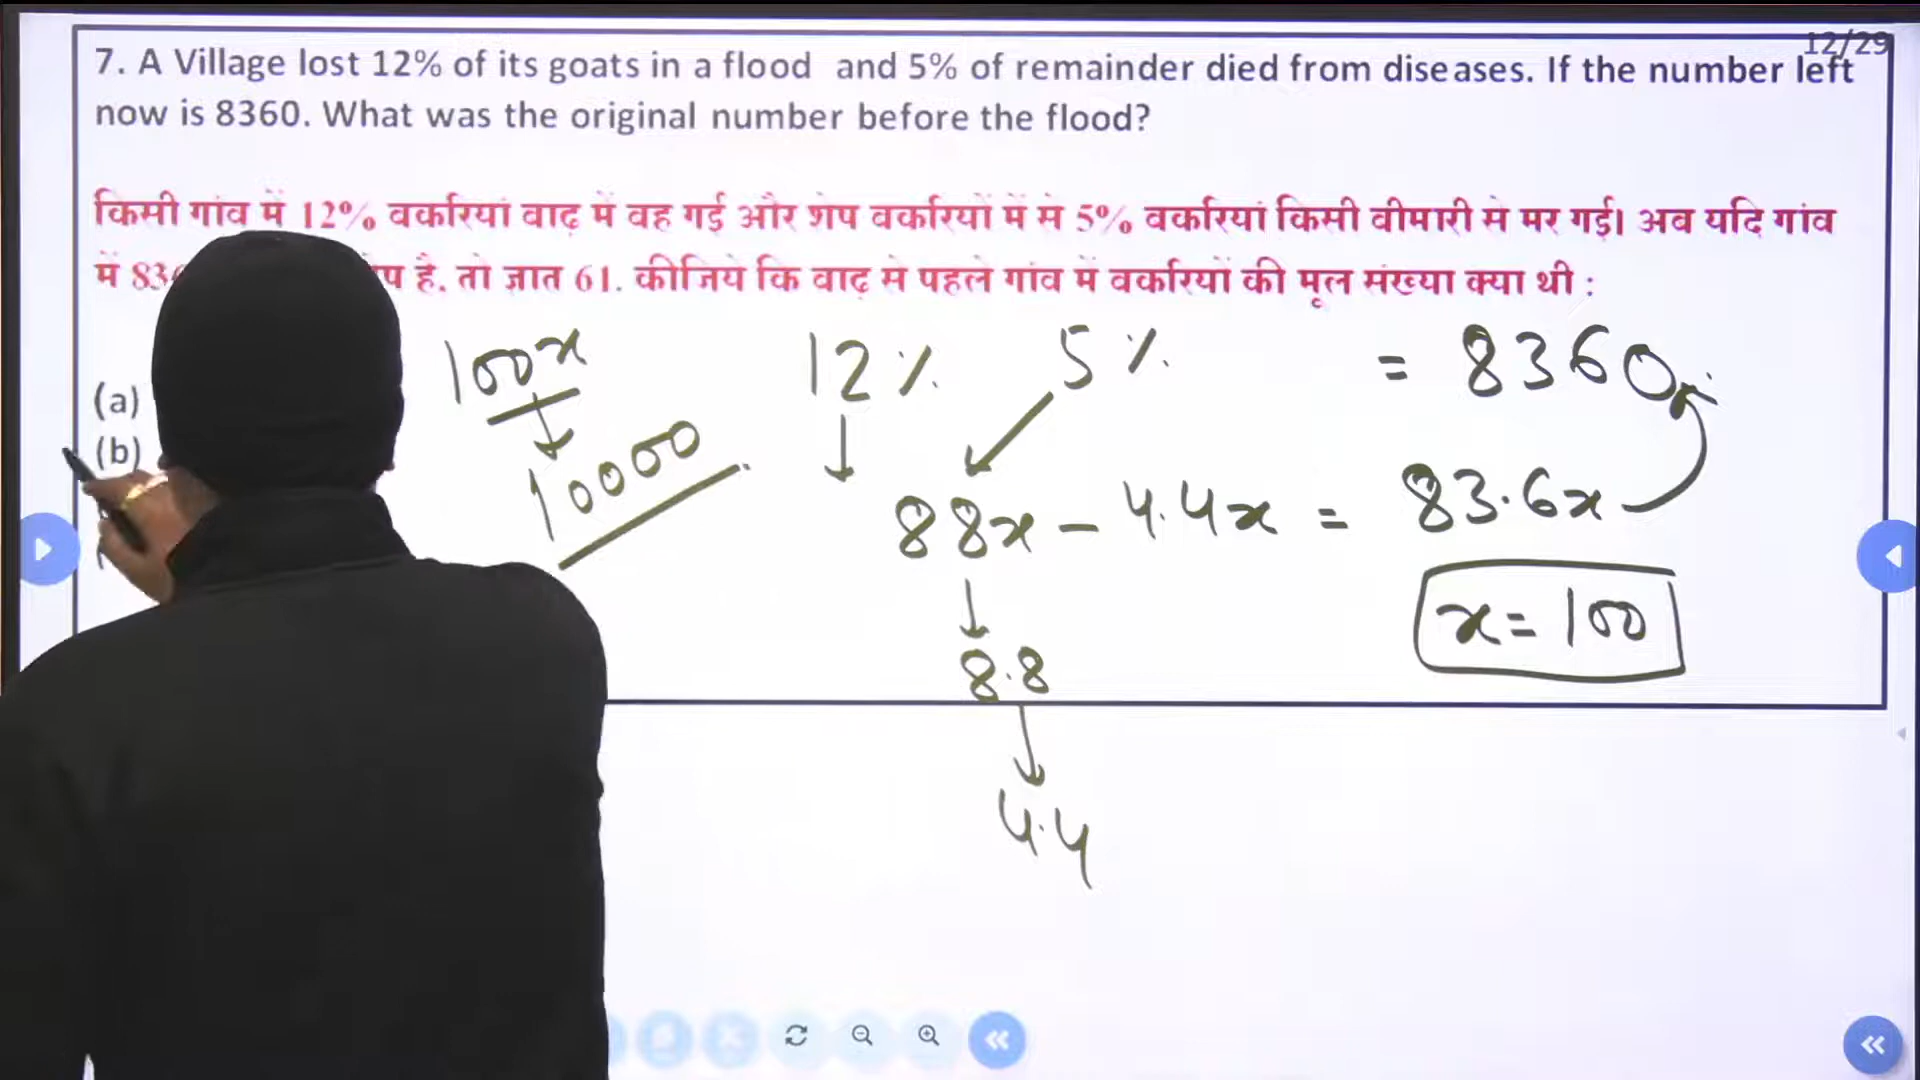 12/29
7. A Village lost 12% of its goats in a flood and 5% of remainder died from diseases. If the number left
now is 8360. What was the original number before the flood?
किसी गांव में 12% बकरियां बाढ़ में बह गई और शेष बकरियों में से 5% बकरियां किसी बीमारी से मर गई। अब यदि गांव
में है, तो ज्ञात 61. कीजिये कि बाढ़ से पहले गांव में बकरियों की मूल संख्या क्या थी :
100x 12% 5% = 8360
(a)
(b)
10000
88x - 4.4x = 83.6x
x = 100
8.8
4.4